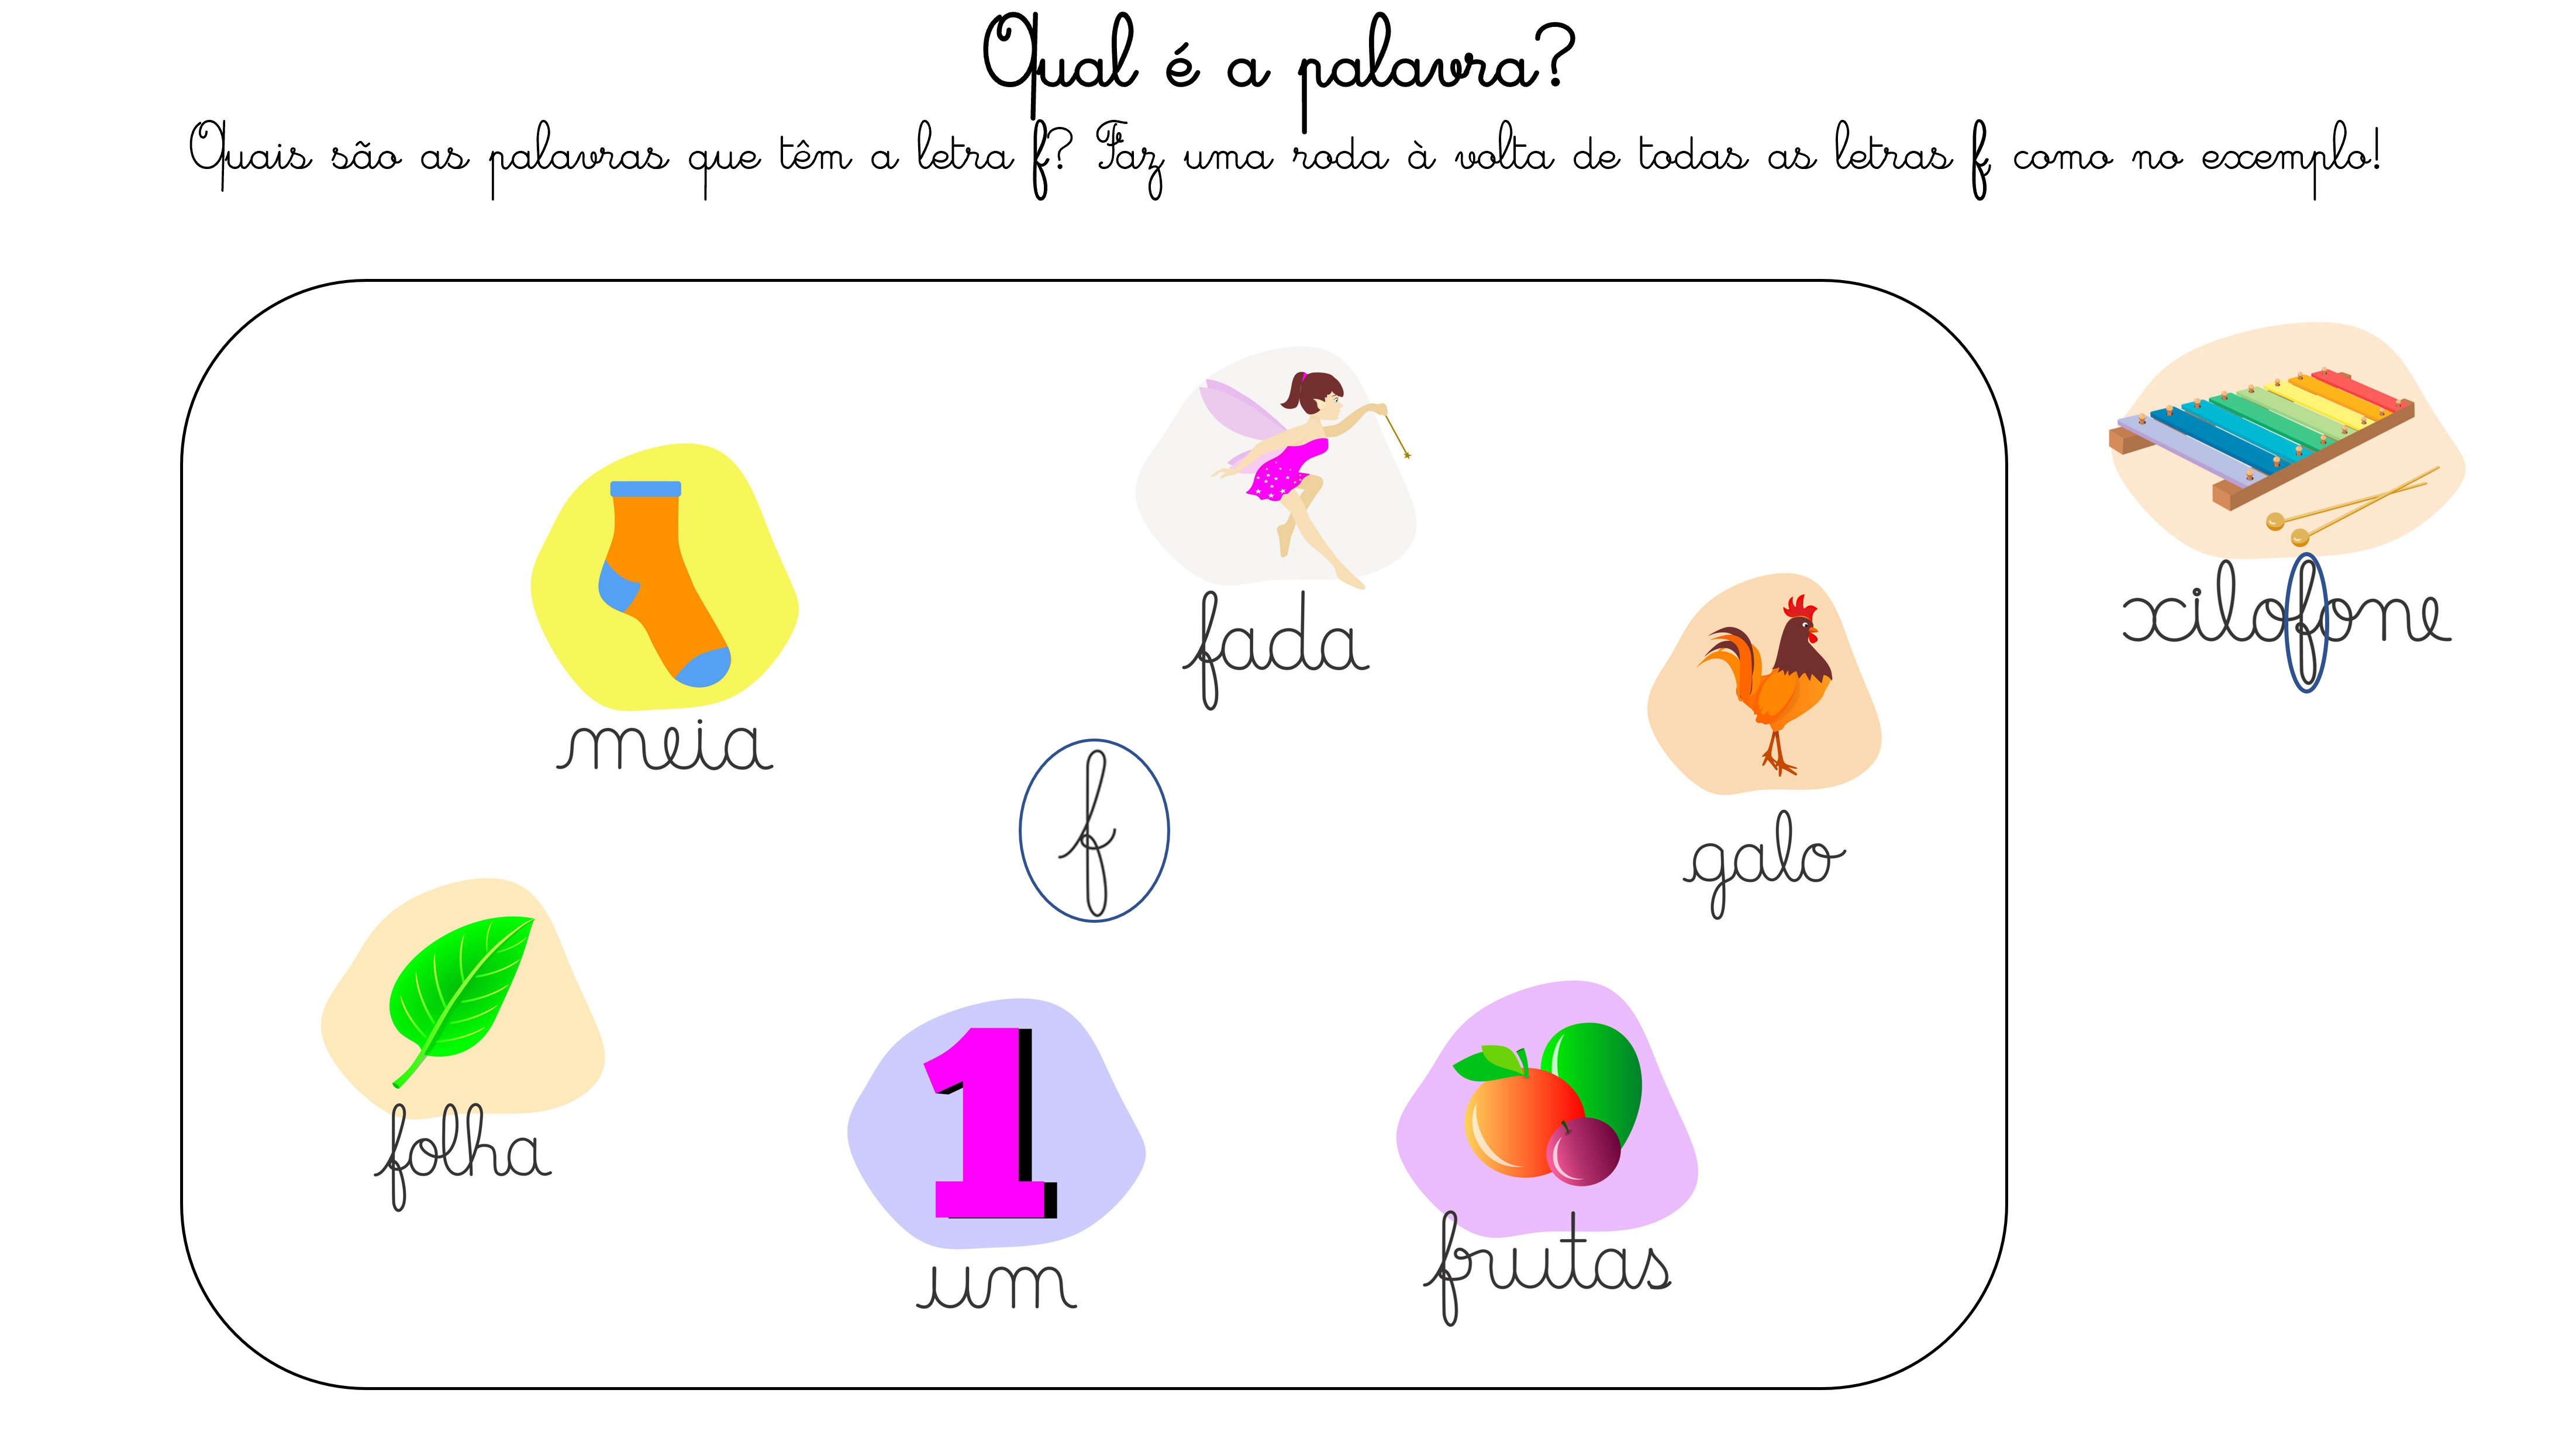 Qual é a palavra?
Quais são as palavras que têm a letra f? Faz uma roda à volta de todas as letras f, como no exemplo!
fada
xilofone
meia
f
galo
folha
um
frutas
1